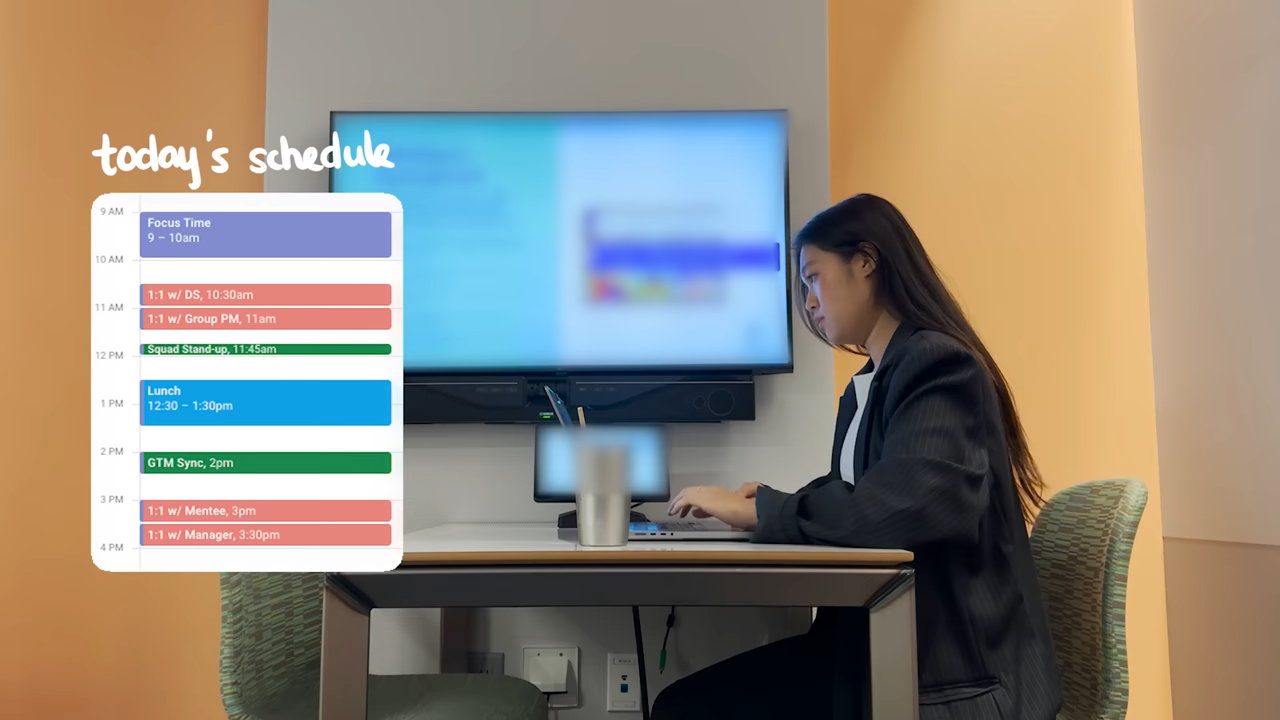 today's schedule
9 AM
Focus Time
9 – 10am
10 AM
1:1 w/ DS, 10:30am
11 AM
1:1 w/ Group PM, 11am
Squad Stand-up, 11:45am
12 PM
Lunch
12:30 – 1:30pm
1 PM
2 PM
GTM Sync, 2pm
3 PM
1:1 w/ Mentee, 3pm
1:1 w/ Manager, 3:30pm
4 PM